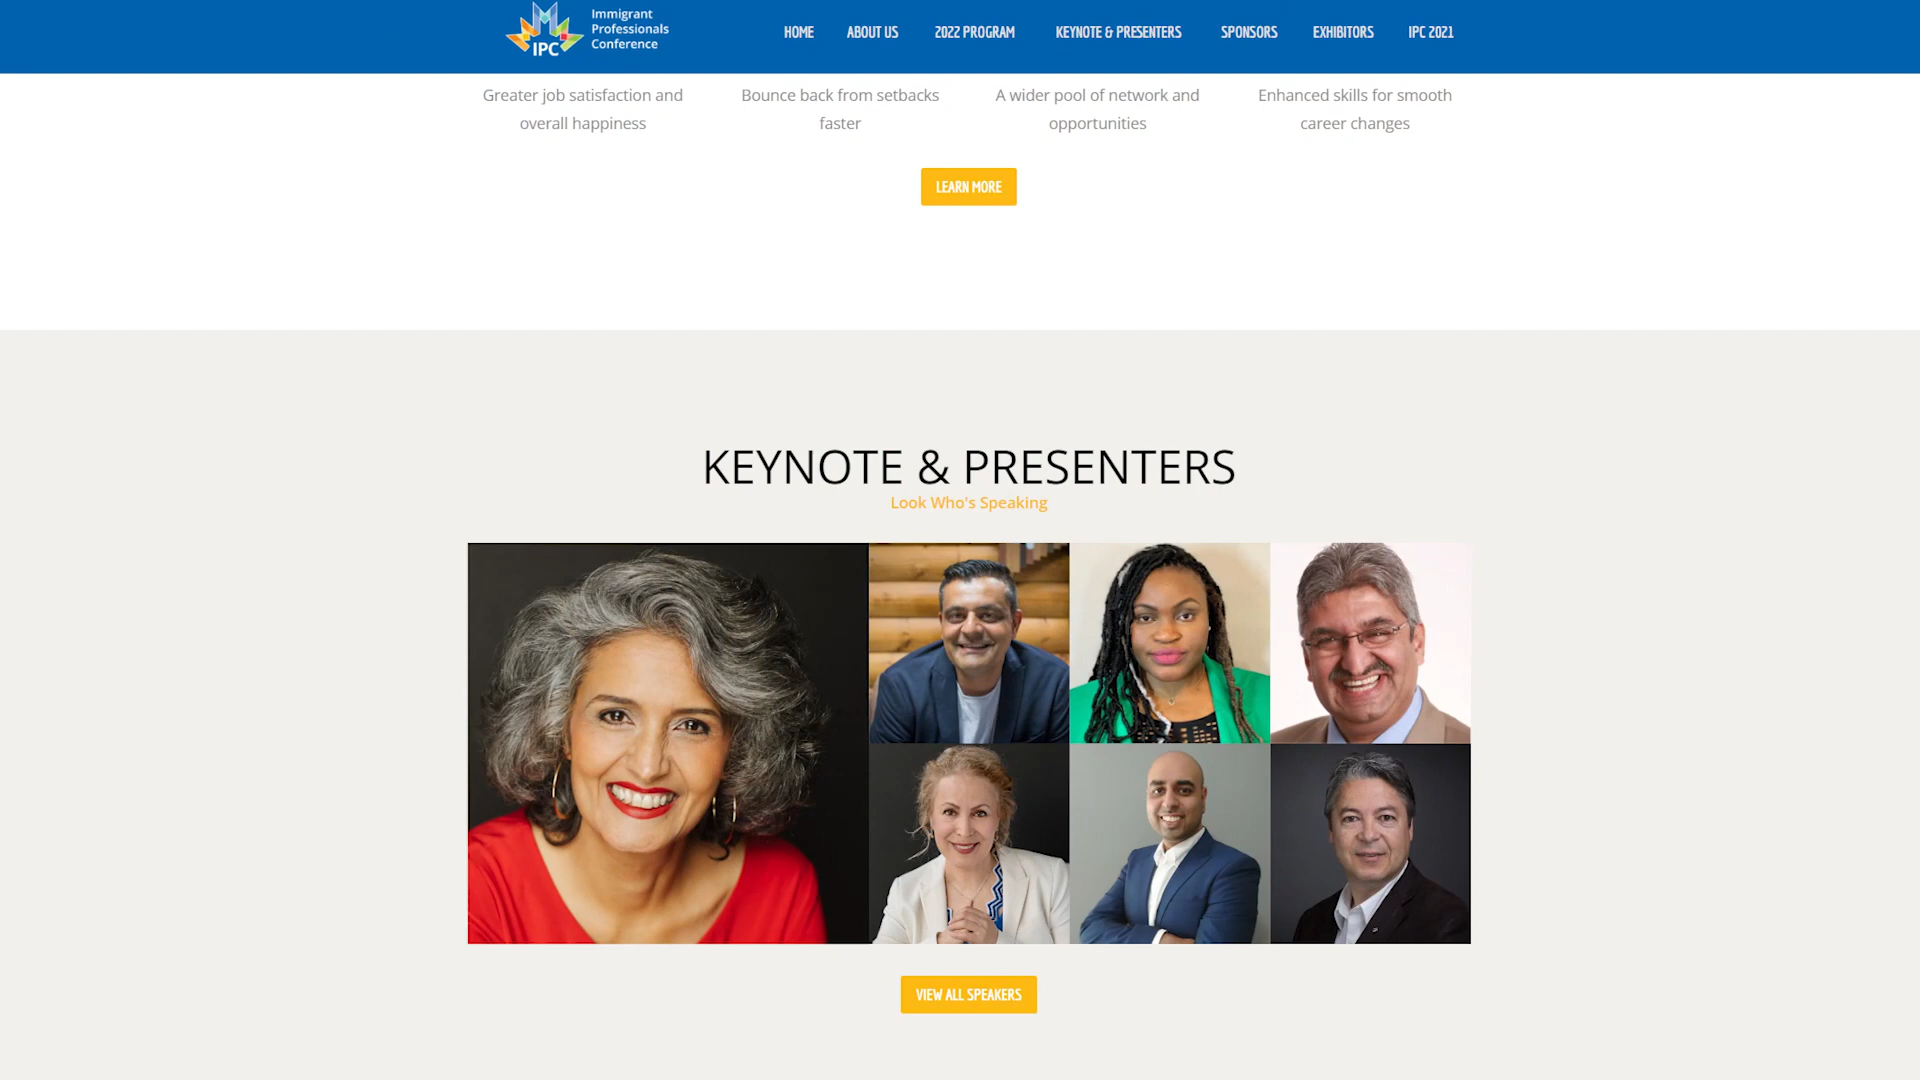 Immigrant
Professionals
Conference
IPC
HOME
ABOUT US
2022 PROGRAM
KEYNOTE & PRESENTERS
SPONSORS
EXHIBITORS
IPC 2021
Greater job satisfaction and
overall happiness
Bounce back from setbacks
faster
A wider pool of network and
opportunities
Enhanced skills for smooth
career changes
LEARN MORE
KEYNOTE & PRESENTERS
Look Who's Speaking
VIEW ALL SPEAKERS